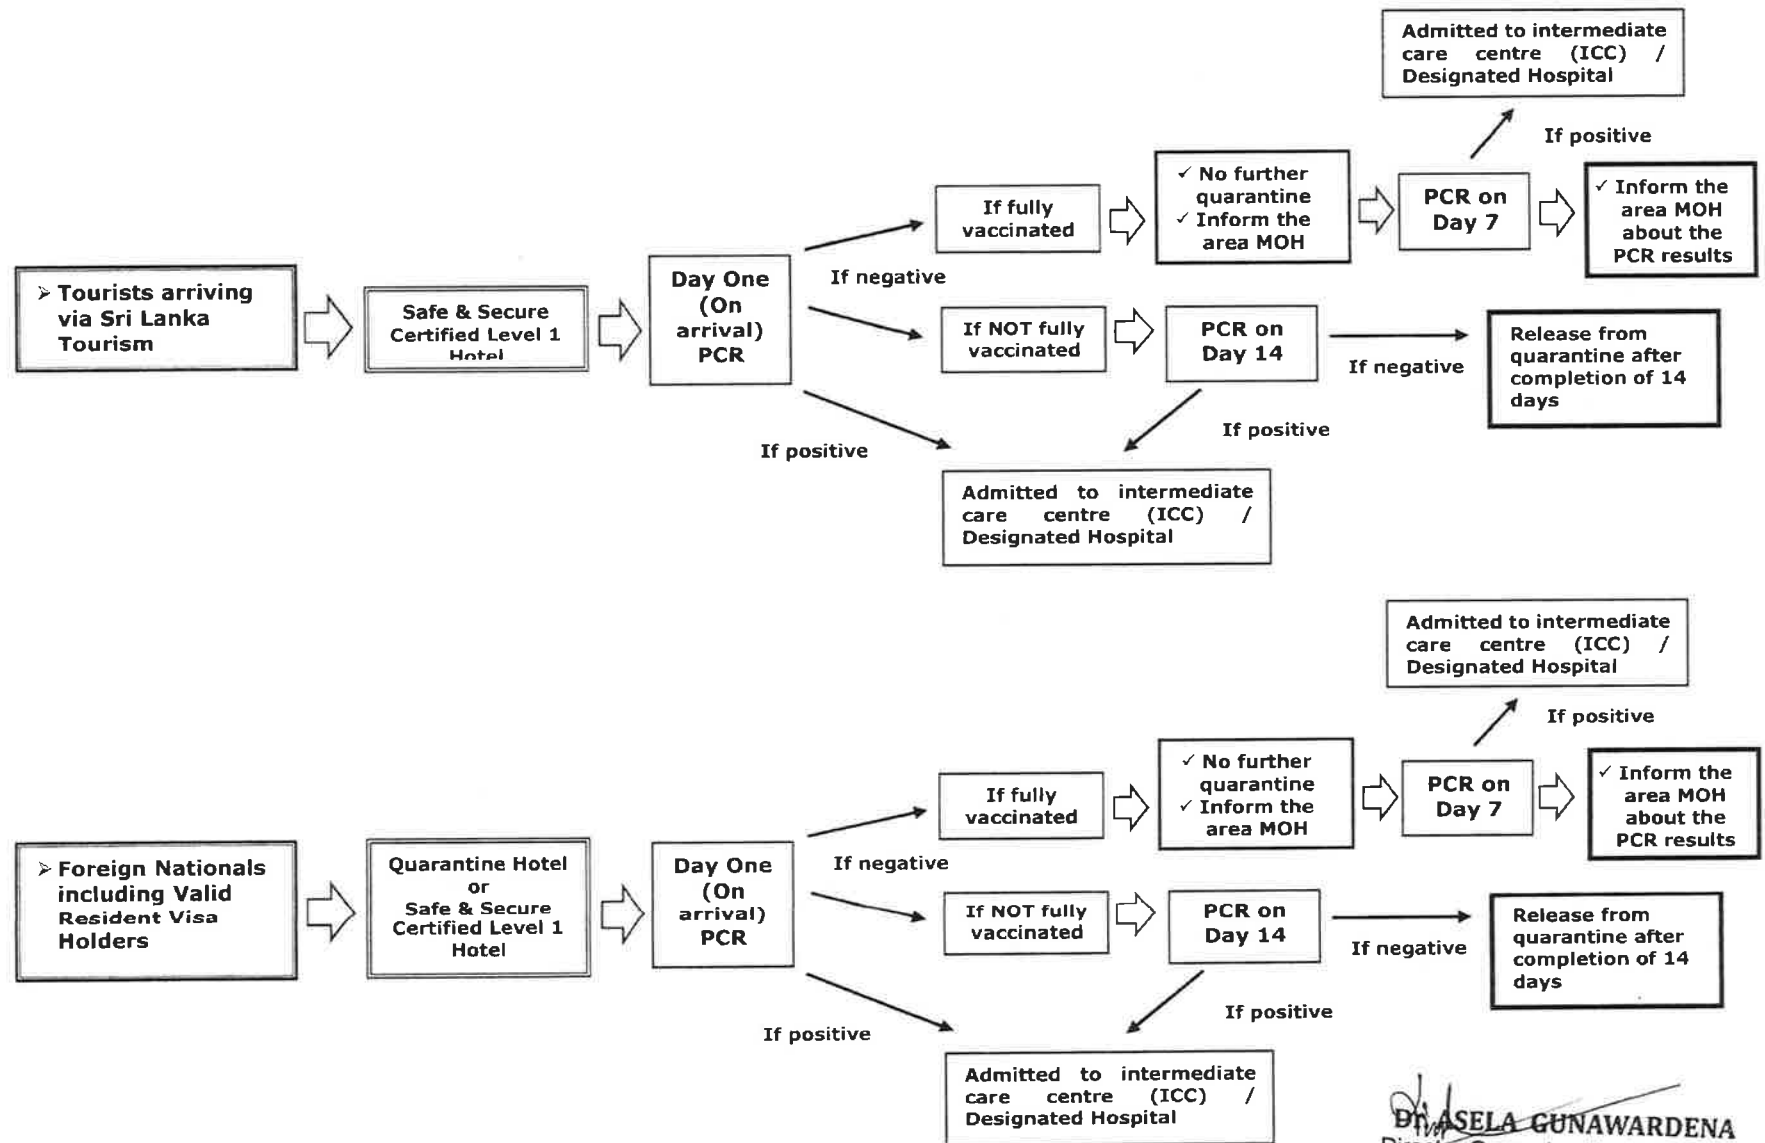 Admitted to intermediate
care centre (ICC) /
Designated Hospital
If positive
➢ Tourists arriving
via Sri Lanka
Tourism
Safe & Secure
Certified Level 1
Hotel
Day One
(On
arrival)
PCR
If negative
If fully
vaccinated
✓ No further
quarantine
✓ Inform the
area MOH
PCR on
Day 7
✓ Inform the
area MOH
about the
PCR results
If NOT fully
vaccinated
PCR on
Day 14
If negative
Release from
quarantine after
completion of 14
days
If positive
If positive
Admitted to intermediate
care centre (ICC) /
Designated Hospital
Admitted to intermediate
care centre (ICC) /
Designated Hospital
If positive
➢ Foreign Nationals
including Valid
Resident Visa
Holders
Quarantine Hotel
or
Safe & Secure
Certified Level 1
Hotel
Day One
(On
arrival)
PCR
If negative
If fully
vaccinated
✓ No further
quarantine
✓ Inform the
area MOH
PCR on
Day 7
✓ Inform the
area MOH
about the
PCR results
If NOT fully
vaccinated
PCR on
Day 14
If negative
Release from
quarantine after
completion of 14
days
If positive
If positive
Admitted to intermediate
care centre (ICC) /
Designated Hospital
Dr. ASELA GUNAWARDENA